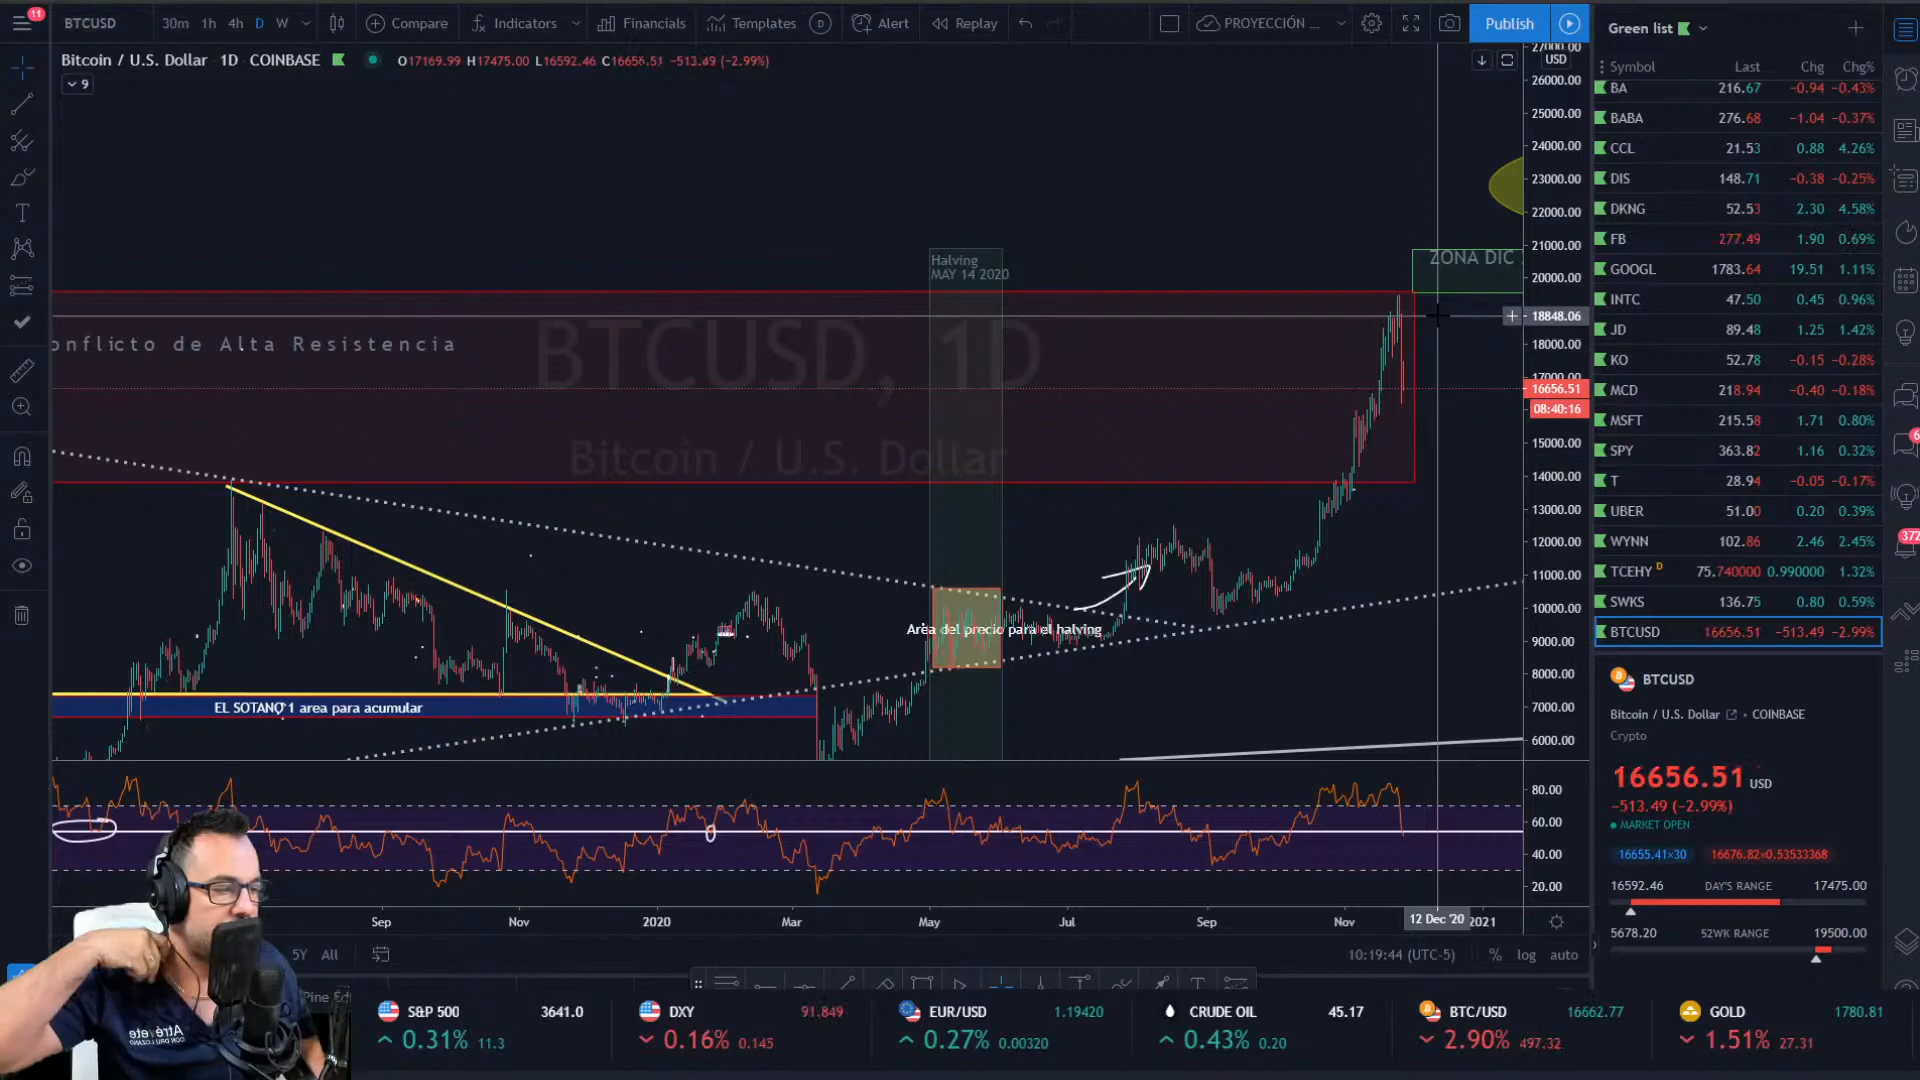 11
BTCUSD 30m 1h 4h D W Compare Indicators Financials Templates D Alert Replay PROYECCIÓN ... Publish
Bitcoin / U.S. Dollar 1D COINBASE O17169.99 H17475.00 L16592.46 C16656.51 −513.49 (−2.99%)
9
USD
27000.00
26000.00
25000.00
24000.00
23000.00
22000.00
21000.00
20000.00
18848.06
18000.00
17000.00
16656.51
08:40:16
15000.00
14000.00
13000.00
12000.00
11000.00
10000.00
9000.00
8000.00
7000.00
6000.00
80.00
60.00
40.00
20.00
Halving
MAY 14 2020
ZONA DIC
onflicto de Alta Resistencia
BTCUSD, 1D
Bitcoin / U.S. Dollar
Area del precio para el halving
EL SOTANO 1 area para acumular
Sep Nov 2020 Mar May Jul Sep Nov 12 Dec '20 2021
5Y All 10:19:44 (UTC-5) % log auto
Green list
Symbol Last Chg Chg%
BA 216.67 −0.94 −0.43%
BABA 276.68 −1.04 −0.37%
CCL 21.53 0.88 4.26%
DIS 148.71 −0.38 −0.25%
DKNG 52.53 2.30 4.58%
FB 277.49 1.90 0.69%
GOOGL 1783.64 19.51 1.11%
INTC 47.50 0.45 0.96%
JD 89.48 1.25 1.42%
KO 52.78 −0.15 −0.28%
MCD 218.94 −0.40 −0.18%
MSFT 215.58 1.71 0.80%
SPY 363.82 1.16 0.32%
T 28.94 −0.05 −0.17%
UBER 51.00 0.20 0.39%
WYNN 102.86 2.46 2.45%
TCEHY D 75.740000 0.990000 1.32%
SWKS 136.75 0.80 0.59%
BTCUSD 16656.51 −513.49 −2.99%
BTCUSD
Bitcoin / U.S. Dollar • COINBASE
Crypto
16656.51 USD
−513.49 (−2.99%)
MARKET OPEN
16655.41×30 16676.82×0.53533368
16592.46 DAY'S RANGE 17475.00
5678.20 52WK RANGE 19500.00
372
6
Atrévete
CON DRU LOZANO
S&P 500 3641.0
0.31% 11.3
DXY 91.849
0.16% 0.145
EUR/USD 1.19420
0.27% 0.00320
CRUDE OIL 45.17
0.43% 0.20
BTC/USD 16662.77
2.90% 497.32
GOLD 1780.81
1.51% 27.31